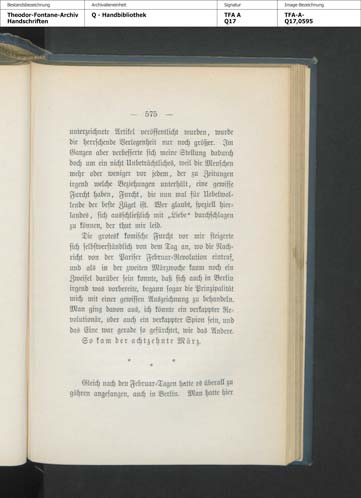 Bestandsbezeichnung
Theodor-Fontane-Archiv
Handschriften
Archivalieneinheit
Q - Handbibliothek
Signatur
TFA A
Q17
Image Bezeichnung
TFA-A-
Q17,0595
— 575 —
unterzeichnete Artikel veröffentlicht wurden, wurde
die herrschende Verlegenheit nur noch größer. Im
Ganzen aber verbesserte sich meine Stellung dadurch
doch um ein nicht Unbeträchtliches, weil die Menschen
mehr oder weniger vor jedem, der zu Zeitungen
irgend welche Beziehungen unterhält, eine gewisse
Furcht haben, Furcht, die nun mal für Uebelwol-
lende der beste Zügel ist. Wer glaubt, speziell hier-
landes, sich ausschließlich mit „Liebe“ durchschlagen
zu können, der thut mir leid.
Die grotesk komische Furcht vor mir steigerte
sich selbstverständlich von dem Tag an, wo die Nach-
richt von der Pariser Februar-Revolution eintraf,
und als in der zweiten Märzwoche kaum noch ein
Zweifel darüber sein konnte, daß sich auch in Berlin
irgend was vorbereite, begann sogar die Prinzipalität
mich mit einer gewissen Auszeichnung zu behandeln.
Man ging davon aus, ich könnte ein verkappter Re-
volutionär, oder auch ein verkappter Spion sein, und
das Eine war gerade so gefürchtet, wie das Andere.
So kam der achtzehnte März.
* * *
Gleich nach den Februar-Tagen hatte es überall zu
gähren angefangen, auch in Berlin. Man hatte hier